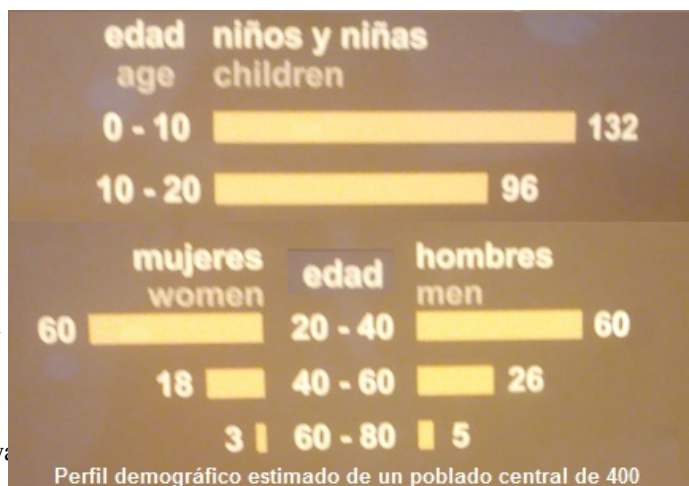 edad niños y niñas
age children
0 - 10 132
10 - 20 96
mujeres edad hombres
women men
60 20 - 40 60
18 40 - 60 26
3 60 - 80 5
Perfil demográfico estimado de un poblado central de 400